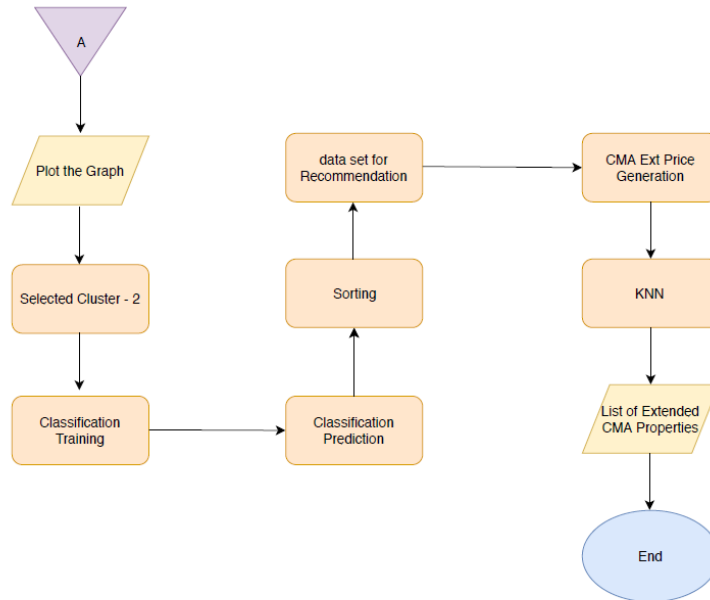 A
Plot the Graph
Selected Cluster - 2
Classification
Training
Classification
Prediction
Sorting
data set for
Recommendation
CMA Ext Price
Generation
KNN
List of Extended
CMA Properties
End